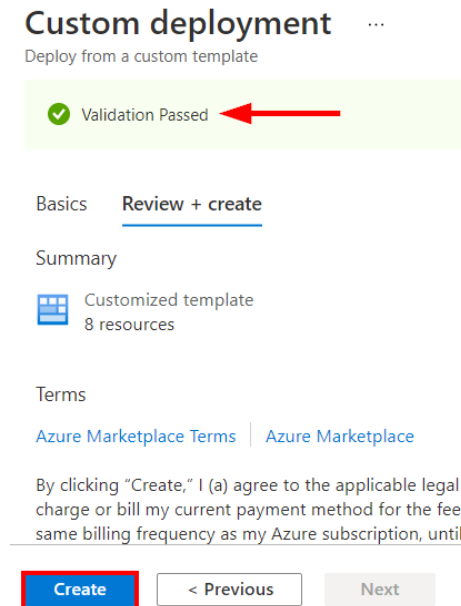 Custom deployment ...
Deploy from a custom template
Validation Passed
Basics Review + create
Summary
Customized template
8 resources
Terms
Azure Marketplace Terms Azure Marketplace
By clicking “Create,” I (a) agree to the applicable legal
charge or bill my current payment method for the fee
same billing frequency as my Azure subscription, until
Create < Previous Next